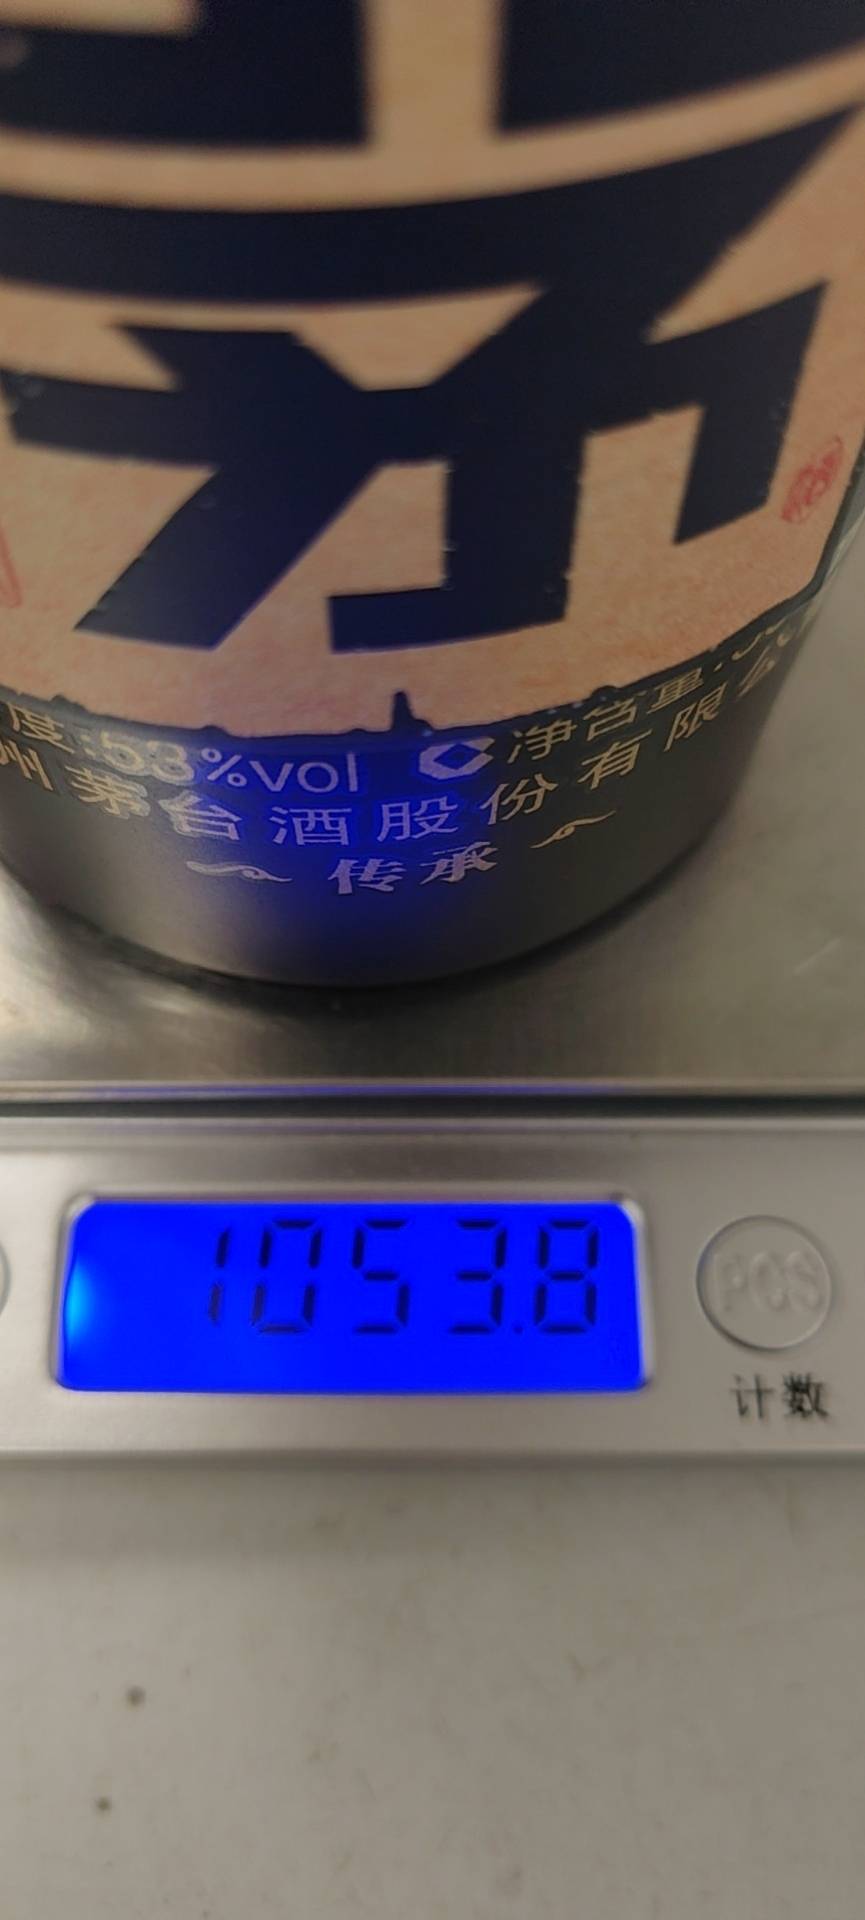 度:53%vol 净含量:
州茅台酒股份有限公
传承
1053.8
PCS
计数